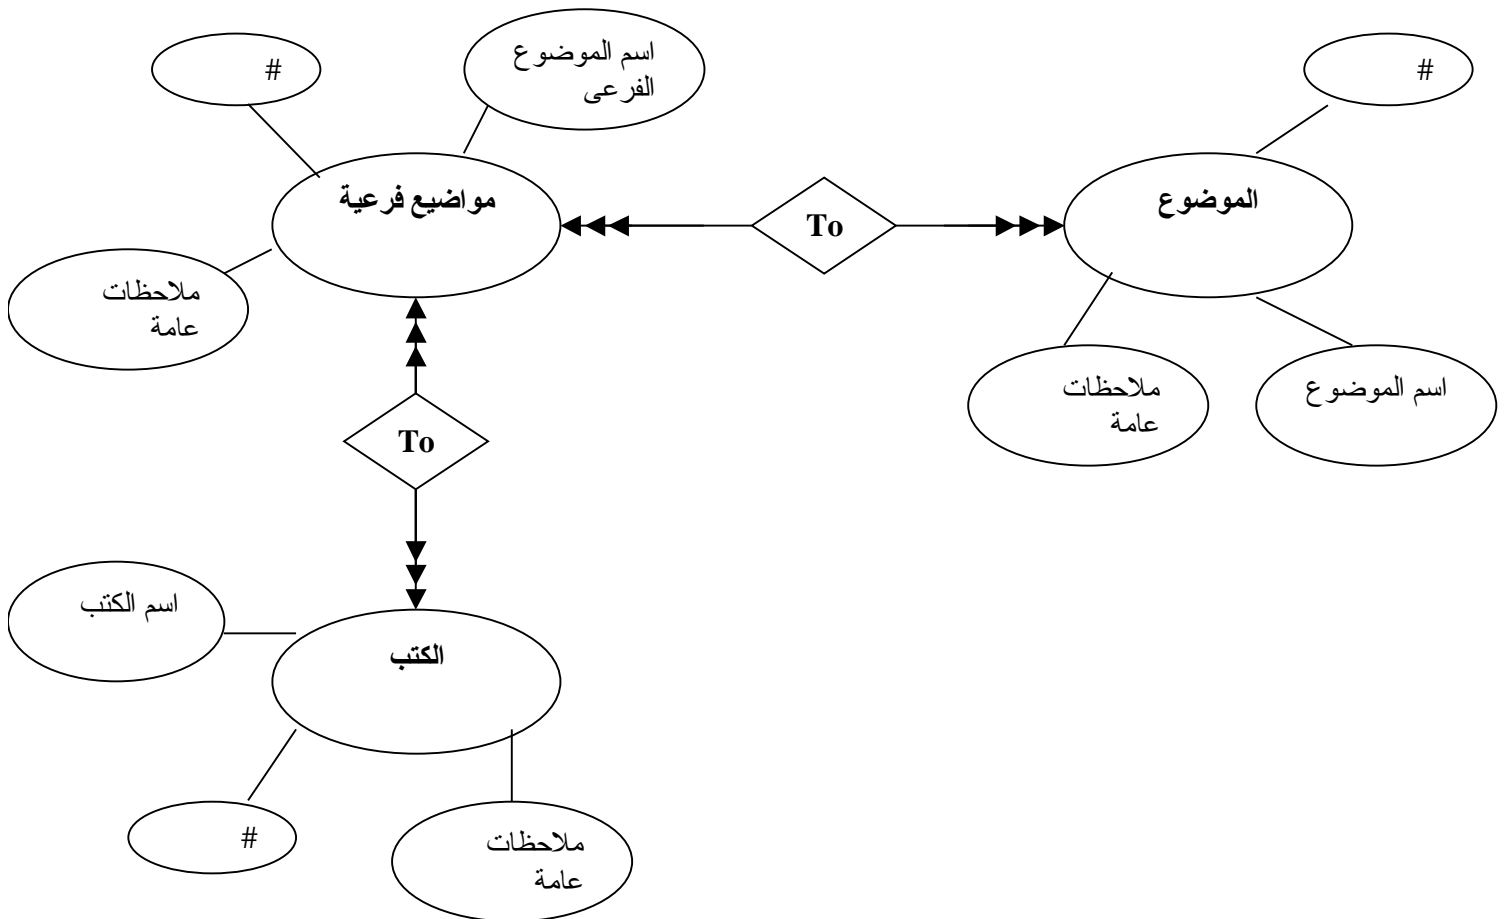 #
اسم الموضوع
الفرعى
#
مواضيع فرعية
To
الموضوع
ملاحظات
عامة
ملاحظات
عامة
اسم الموضوع
To
اسم الكتب
الكتب
#
ملاحظات
عامة